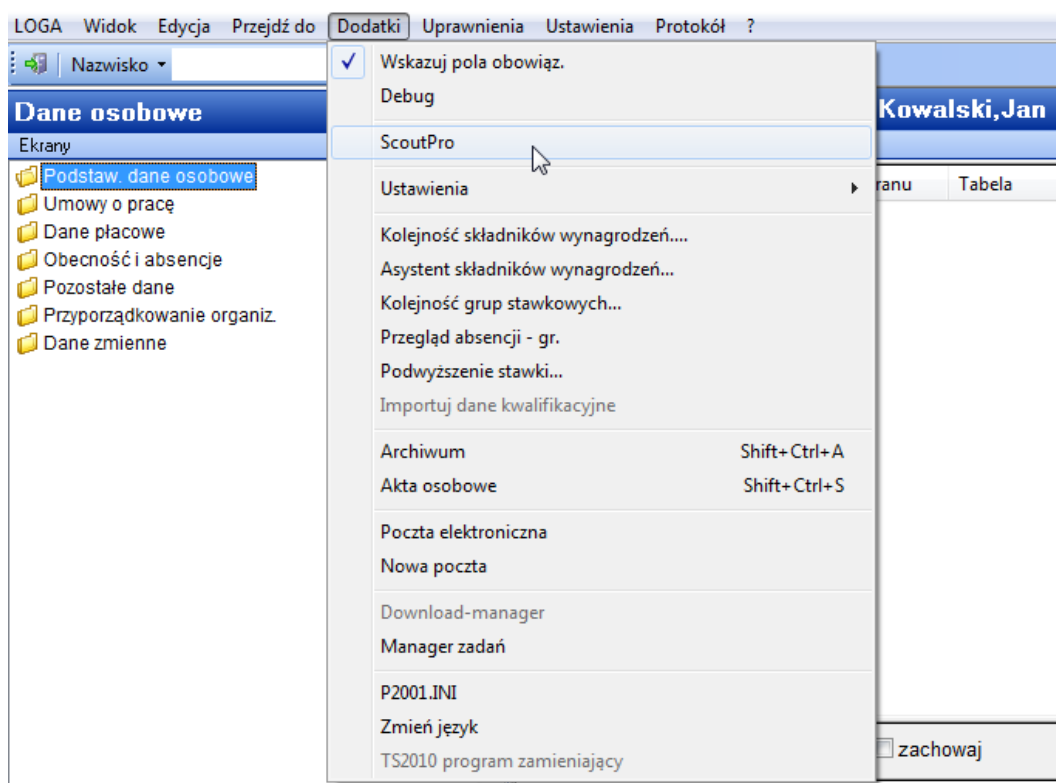 LOGA Widok Edycja Przejdź do Dodatki Uprawnienia Ustawienia Protokół ?
Nazwisko
Dane osobowe
Kowalski,Jan
Ekrany
Podstaw. dane osobowe
Umowy o pracę
Dane płacowe
Obecność i absencje
Pozostałe dane
Przyporządkowanie organiz.
Dane zmienne
Wskazuj pola obowiąz.
Debug
ScoutPro
Ustawienia
Kolejność składników wynagrodzeń....
Asystent składników wynagrodzeń...
Kolejność grup stawkowych...
Przegląd absencji - gr.
Podwyższenie stawki...
Importuj dane kwalifikacyjne
Archiwum Shift+Ctrl+A
Akta osobowe Shift+Ctrl+S
Poczta elektroniczna
Nowa poczta
Download-manager
Manager zadań
P2001.INI
Zmień język
TS2010 program zamieniający
ranu Tabela
zachowaj